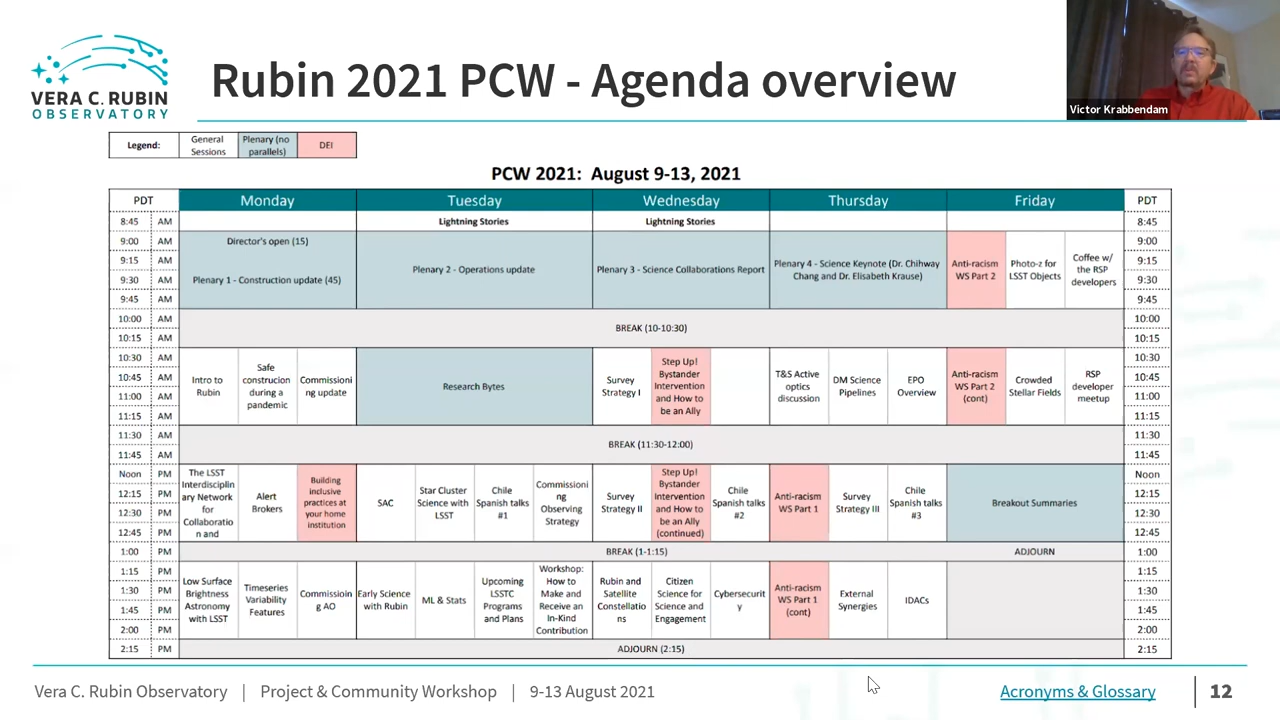 VERA C. RUBIN
OBSERVATORY
Rubin 2021 PCW - Agenda overview
Victor Krabbendam
Legend:
General
Sessions
Plenary (no
parallels)
DEI
PCW 2021: August 9-13, 2021
PDT Monday Tuesday Wednesday Thursday Friday PDT
8:45 AM Lightning Stories Lightning Stories 8:45
9:00 AM 9:00
9:15 AM 9:15
9:30 AM 9:30
9:45 AM 9:45
Director's open (15)
Plenary 1 - Construction update (45)
Plenary 2 - Operations update
Plenary 3 - Science Collaborations Report
Plenary 4 - Science Keynote (Dr. Chihway
Chang and Dr. Elisabeth Krause)
Anti-racism
WS Part 2
Photo-z for
LSST Objects
Coffee w/
the RSP
developers
10:00 AM 10:00
10:15 AM 10:15
BREAK (10-10:30)
10:30 AM 10:30
10:45 AM 10:45
11:00 AM 11:00
11:15 AM 11:15
Intro to
Rubin
Safe
construcion
during a
pandemic
Commissioni
ng update
Research Bytes
Survey
Strategy I
Step Up!
Bystander
Intervention
and How to
be an Ally
T&S Active
optics
discussion
DM Science
Pipelines
EPO
Overview
Anti-racism
WS Part 2
(cont)
Crowded
Stellar Fields
RSP
developer
meetup
11:30 AM 11:30
11:45 AM 11:45
BREAK (11:30-12:00)
Noon PM Noon
12:15 PM 12:15
12:30 PM 12:30
12:45 PM 12:45
The LSST
Interdisciplin
ary Network
for
Collaboratio
n and
Alert
Brokers
Building
inclusive
practices at
your home
institution
SAC
Star Cluster
Science with
LSST
Chile
Spanish talks
#1
Commissioni
ng
Observing
Strategy
Survey
Strategy II
Step Up!
Bystander
Intervention
and How to
be an Ally
(continued)
Chile
Spanish talks
#2
Anti-racism
WS Part 1
Survey
Strategy III
Chile
Spanish talks
#3
Breakout Summaries
1:00 PM BREAK (1-1:15) ADJOURN 1:00
1:15 PM 1:15
1:30 PM 1:30
1:45 PM 1:45
2:00 PM 2:00
Low Surface
Brightness
Astronomy
with LSST
Timeseries
Variability
Features
Commissioin
g AO
Early Science
with Rubin
ML & Stats
Upcoming
LSSTC
Programs
and Plans
Workshop:
How to
Make and
Receive an
In-Kind
Contribution
Rubin and
Satellite
Constellatio
ns
Citizen
Science for
Science and
Engagement
Cybersecurit
y
Anti-racism
WS Part 1
(cont)
External
Synergies
IDACs
2:15 PM ADJOURN (2:15) 2:15
Vera C. Rubin Observatory | Project & Community Workshop | 9-13 August 2021
Acronyms & Glossary
12